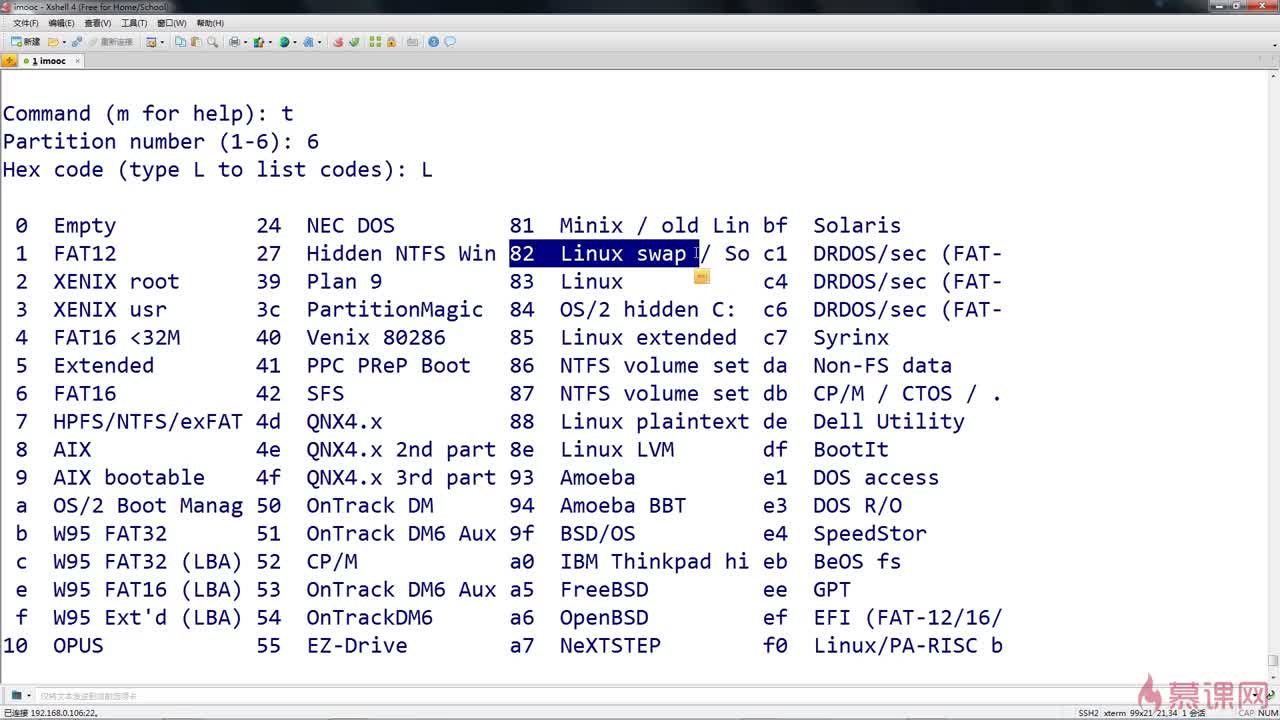 imooc - Xshell 4 (Free for Home/School)
文件(F) 编辑(E) 查看(V) 工具(T) 窗口(W) 帮助(H)
新建 重新连接
1 imooc
Command (m for help): t
Partition number (1-6): 6
Hex code (type L to list codes): L
0 Empty 24 NEC DOS 81 Minix / old Lin bf Solaris
1 FAT12 27 Hidden NTFS Win 82 Linux swap / So c1 DRDOS/sec (FAT-
2 XENIX root 39 Plan 9 83 Linux c4 DRDOS/sec (FAT-
3 XENIX usr 3c PartitionMagic 84 OS/2 hidden C: c6 DRDOS/sec (FAT-
4 FAT16 <32M 40 Venix 80286 85 Linux extended c7 Syrinx
5 Extended 41 PPC PReP Boot 86 NTFS volume set da Non-FS data
6 FAT16 42 SFS 87 NTFS volume set db CP/M / CTOS / .
7 HPFS/NTFS/exFAT 4d QNX4.x 88 Linux plaintext de Dell Utility
8 AIX 4e QNX4.x 2nd part 8e Linux LVM df BootIt
9 AIX bootable 4f QNX4.x 3rd part 93 Amoeba e1 DOS access
a OS/2 Boot Manag 50 OnTrack DM 94 Amoeba BBT e3 DOS R/O
b W95 FAT32 51 OnTrack DM6 Aux 9f BSD/OS e4 SpeedStor
c W95 FAT32 (LBA) 52 CP/M a0 IBM Thinkpad hi eb BeOS fs
e W95 FAT16 (LBA) 53 OnTrack DM6 Aux a5 FreeBSD ee GPT
f W95 Ext'd (LBA) 54 OnTrackDM6 a6 OpenBSD ef EFI (FAT-12/16/
10 OPUS 55 EZ-Drive a7 NeXTSTEP f0 Linux/PA-RISC b
仅将文本发送到当前选项卡
慕课网
已连接 192.168.0.106:22。 SSH2 xterm 99x21 21,34 1 会话 CAP NUM